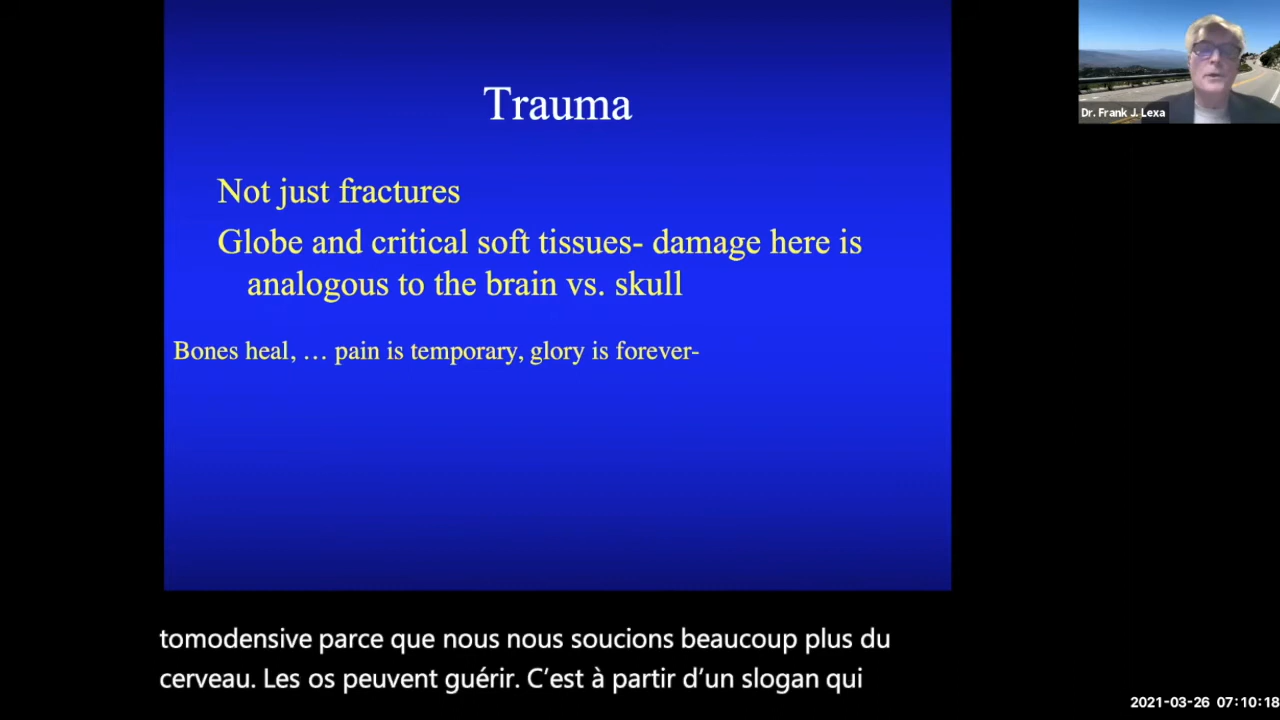 Trauma
Not just fractures
Globe and critical soft tissues- damage here is
analogous to the brain vs. skull
Bones heal, … pain is temporary, glory is forever-
Dr. Frank J. Lexa
tomodensive parce que nous nous soucions beaucoup plus du
cerveau. Les os peuvent guérir. C’est à partir d’un slogan qui
2021-03-26 07:10:18